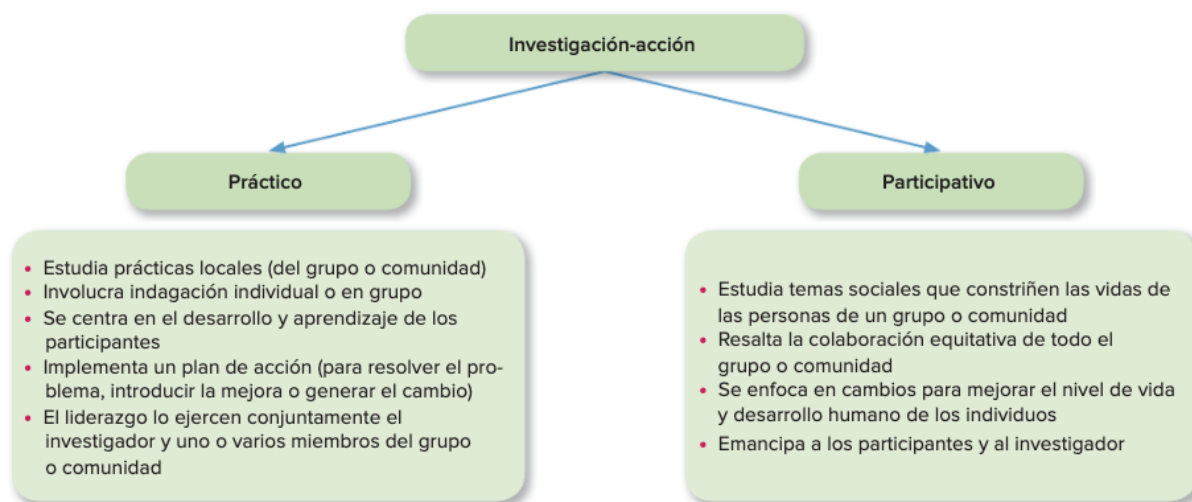 Investigación-acción
Práctico
Participativo
• Estudia prácticas locales (del grupo o comunidad)
• Involucra indagación individual o en grupo
• Se centra en el desarrollo y aprendizaje de los
participantes
• Implementa un plan de acción (para resolver el pro-
blema, introducir la mejora o generar el cambio)
• El liderazgo lo ejercen conjuntamente el
investigador y uno o varios miembros del grupo
o comunidad
• Estudia temas sociales que constriñen las vidas de
las personas de un grupo o comunidad
• Resalta la colaboración equitativa de todo el
grupo o comunidad
• Se enfoca en cambios para mejorar el nivel de vida
y desarrollo humano de los individuos
• Emancipa a los participantes y al investigador